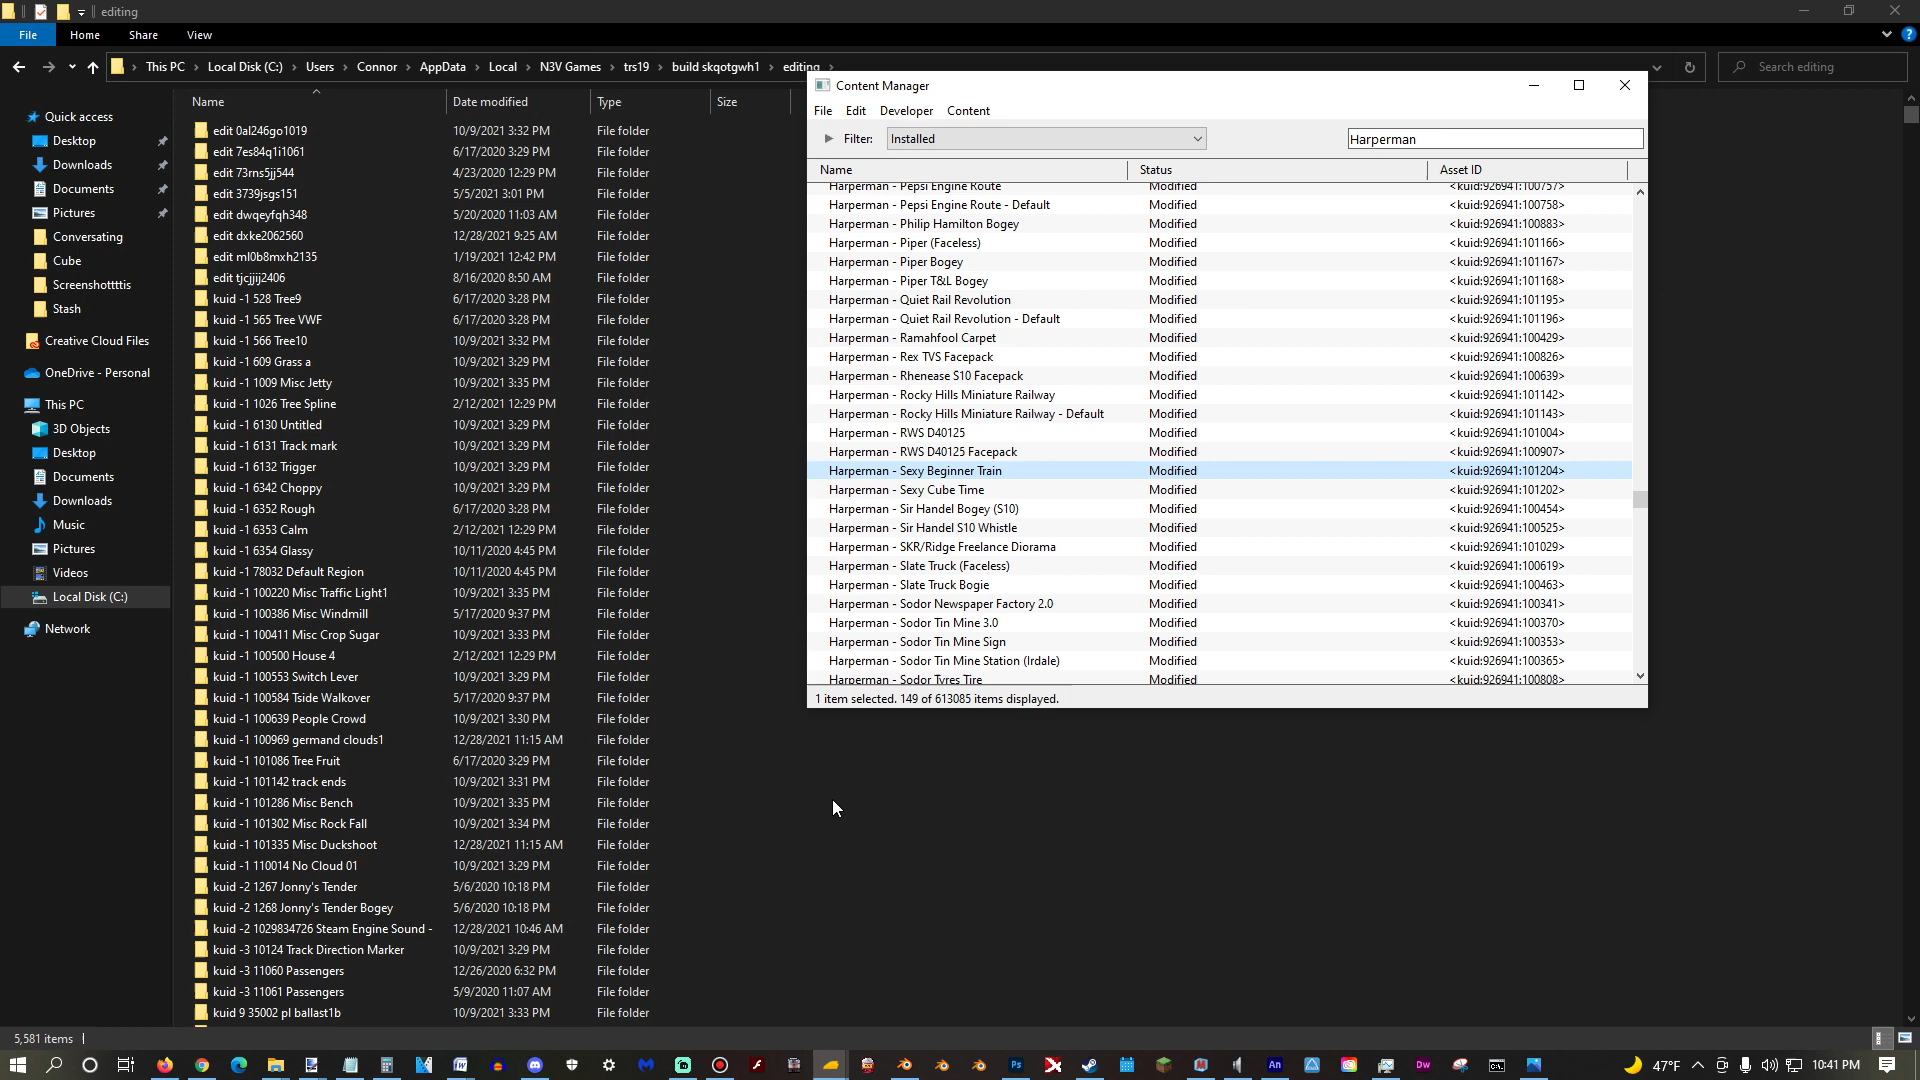 editing
File Home Share View
This PC Local Disk (C:) Users Connor AppData Local N3V Games trs19 build skqotgwh1 editing
Search editing
Name Date modified Type Size
Quick access
Desktop
Downloads
Documents
Pictures
Conversating
Cube
Screenshottttis
Stash
Creative Cloud Files
OneDrive - Personal
This PC
3D Objects
Desktop
Documents
Downloads
Music
Pictures
Videos
Local Disk (C:)
Network
edit 0al246go1019 10/9/2021 3:32 PM File folder
edit 7es84q1i1061 6/17/2020 3:29 PM File folder
edit 73rns5jj544 4/23/2020 12:29 PM File folder
edit 3739jsgs151 5/5/2021 3:01 PM File folder
edit dwqeyfqh348 5/20/2020 11:03 AM File folder
edit dxke2062560 12/28/2021 9:25 AM File folder
edit ml0b8mxh2135 1/19/2021 12:42 PM File folder
edit tjcjjij2406 8/16/2020 8:50 AM File folder
kuid -1 528 Tree9 6/17/2020 3:28 PM File folder
kuid -1 565 Tree VWF 6/17/2020 3:28 PM File folder
kuid -1 566 Tree10 10/9/2021 3:32 PM File folder
kuid -1 609 Grass a 10/9/2021 3:29 PM File folder
kuid -1 1009 Misc Jetty 10/9/2021 3:35 PM File folder
kuid -1 1026 Tree Spline 2/12/2021 12:29 PM File folder
kuid -1 6130 Untitled 10/9/2021 3:29 PM File folder
kuid -1 6131 Track mark 10/9/2021 3:29 PM File folder
kuid -1 6132 Trigger 10/9/2021 3:29 PM File folder
kuid -1 6342 Choppy 10/9/2021 3:29 PM File folder
kuid -1 6352 Rough 6/17/2020 3:28 PM File folder
kuid -1 6353 Calm 2/12/2021 12:29 PM File folder
kuid -1 6354 Glassy 10/11/2020 4:45 PM File folder
kuid -1 78032 Default Region 10/11/2020 4:45 PM File folder
kuid -1 100220 Misc Traffic Light1 10/9/2021 3:35 PM File folder
kuid -1 100386 Misc Windmill 5/17/2020 9:37 PM File folder
kuid -1 100411 Misc Crop Sugar 10/9/2021 3:33 PM File folder
kuid -1 100500 House 4 2/12/2021 12:29 PM File folder
kuid -1 100553 Switch Lever 10/9/2021 3:29 PM File folder
kuid -1 100584 Tside Walkover 5/17/2020 9:37 PM File folder
kuid -1 100639 People Crowd 10/9/2021 3:30 PM File folder
kuid -1 100969 germand clouds1 12/28/2021 11:15 AM File folder
kuid -1 101086 Tree Fruit 6/17/2020 3:29 PM File folder
kuid -1 101142 track ends 10/9/2021 3:31 PM File folder
kuid -1 101286 Misc Bench 10/9/2021 3:35 PM File folder
kuid -1 101302 Misc Rock Fall 10/9/2021 3:34 PM File folder
kuid -1 101335 Misc Duckshoot 12/28/2021 11:15 AM File folder
kuid -1 110014 No Cloud 01 10/9/2021 3:29 PM File folder
kuid -2 1267 Jonny's Tender 5/6/2020 10:18 PM File folder
kuid -2 1268 Jonny's Tender Bogey 5/6/2020 10:18 PM File folder
kuid -2 1029834726 Steam Engine Sound - 12/28/2021 10:46 AM File folder
kuid -3 10124 Track Direction Marker 10/9/2021 3:29 PM File folder
kuid -3 11060 Passengers 12/26/2020 6:32 PM File folder
kuid -3 11061 Passengers 5/9/2020 11:07 AM File folder
kuid 9 35002 pl ballast1b 10/9/2021 3:33 PM File folder
5,581 items
Content Manager
File Edit Developer Content
Filter: Installed Harperman
Name Status Asset ID
Harperman - Pepsi Engine Route Modified <kuid:926941:100757>
Harperman - Pepsi Engine Route - Default Modified <kuid:926941:100758>
Harperman - Philip Hamilton Bogey Modified <kuid:926941:100883>
Harperman - Piper (Faceless) Modified <kuid:926941:101166>
Harperman - Piper Bogey Modified <kuid:926941:101167>
Harperman - Piper T&L Bogey Modified <kuid:926941:101168>
Harperman - Quiet Rail Revolution Modified <kuid:926941:101195>
Harperman - Quiet Rail Revolution - Default Modified <kuid:926941:101196>
Harperman - Ramahfool Carpet Modified <kuid:926941:100429>
Harperman - Rex TVS Facepack Modified <kuid:926941:100826>
Harperman - Rhenease S10 Facepack Modified <kuid:926941:100639>
Harperman - Rocky Hills Miniature Railway Modified <kuid:926941:101142>
Harperman - Rocky Hills Miniature Railway - Default Modified <kuid:926941:101143>
Harperman - RWS D40125 Modified <kuid:926941:101004>
Harperman - RWS D40125 Facepack Modified <kuid:926941:100907>
Harperman - Sexy Beginner Train Modified <kuid:926941:101204>
Harperman - Sexy Cube Time Modified <kuid:926941:101202>
Harperman - Sir Handel Bogey (S10) Modified <kuid:926941:100454>
Harperman - Sir Handel S10 Whistle Modified <kuid:926941:100525>
Harperman - SKR/Ridge Freelance Diorama Modified <kuid:926941:101029>
Harperman - Slate Truck (Faceless) Modified <kuid:926941:100619>
Harperman - Slate Truck Bogie Modified <kuid:926941:100463>
Harperman - Sodor Newspaper Factory 2.0 Modified <kuid:926941:100341>
Harperman - Sodor Tin Mine 3.0 Modified <kuid:926941:100370>
Harperman - Sodor Tin Mine Sign Modified <kuid:926941:100353>
Harperman - Sodor Tin Mine Station (Irdale) Modified <kuid:926941:100365>
Harperman - Sodor Tyres Tire Modified <kuid:926941:100808>
1 item selected. 149 of 613085 items displayed.
47°F 10:41 PM